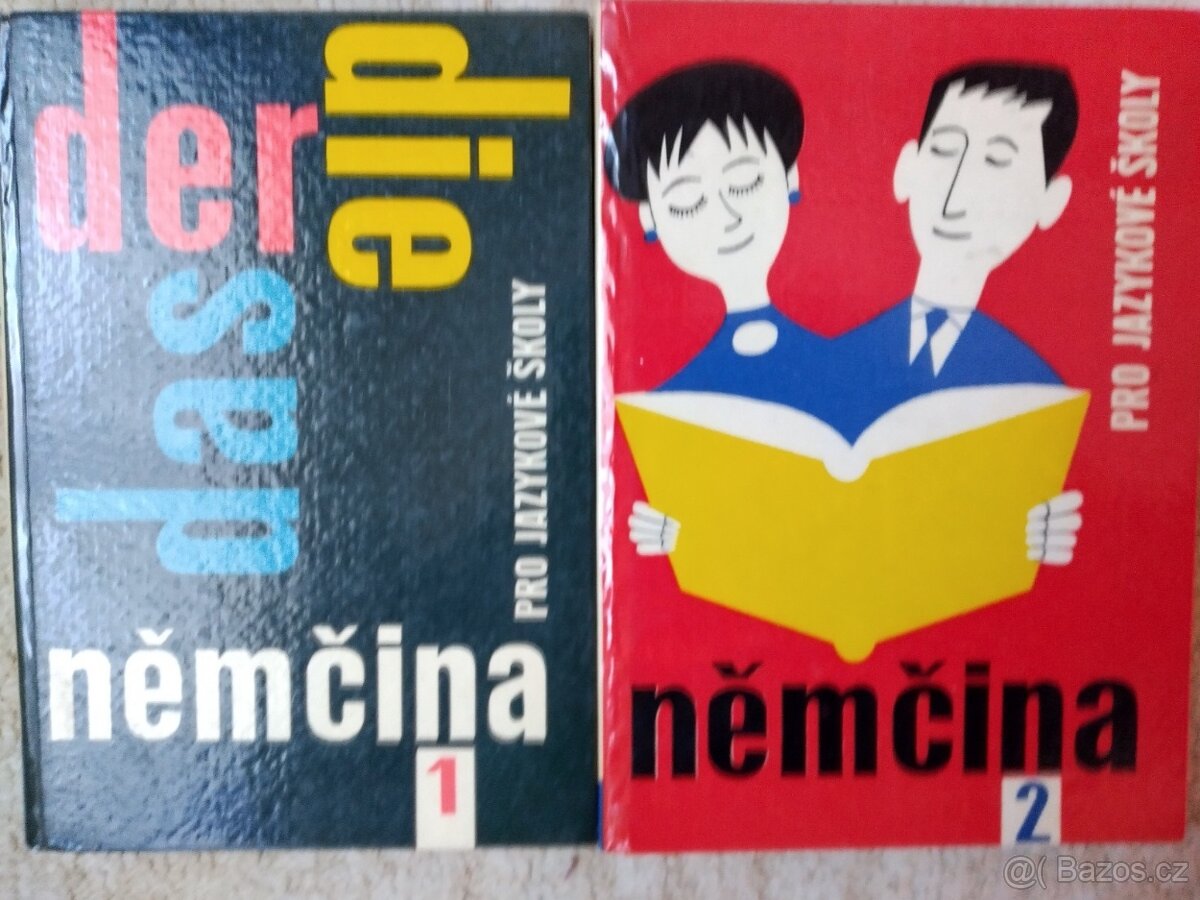 der
die
das
PRO JAZYKOVÉ ŠKOLY
němčina
1
PRO JAZYKOVÉ ŠKOLY
němčina
2
@( Bazos.cz